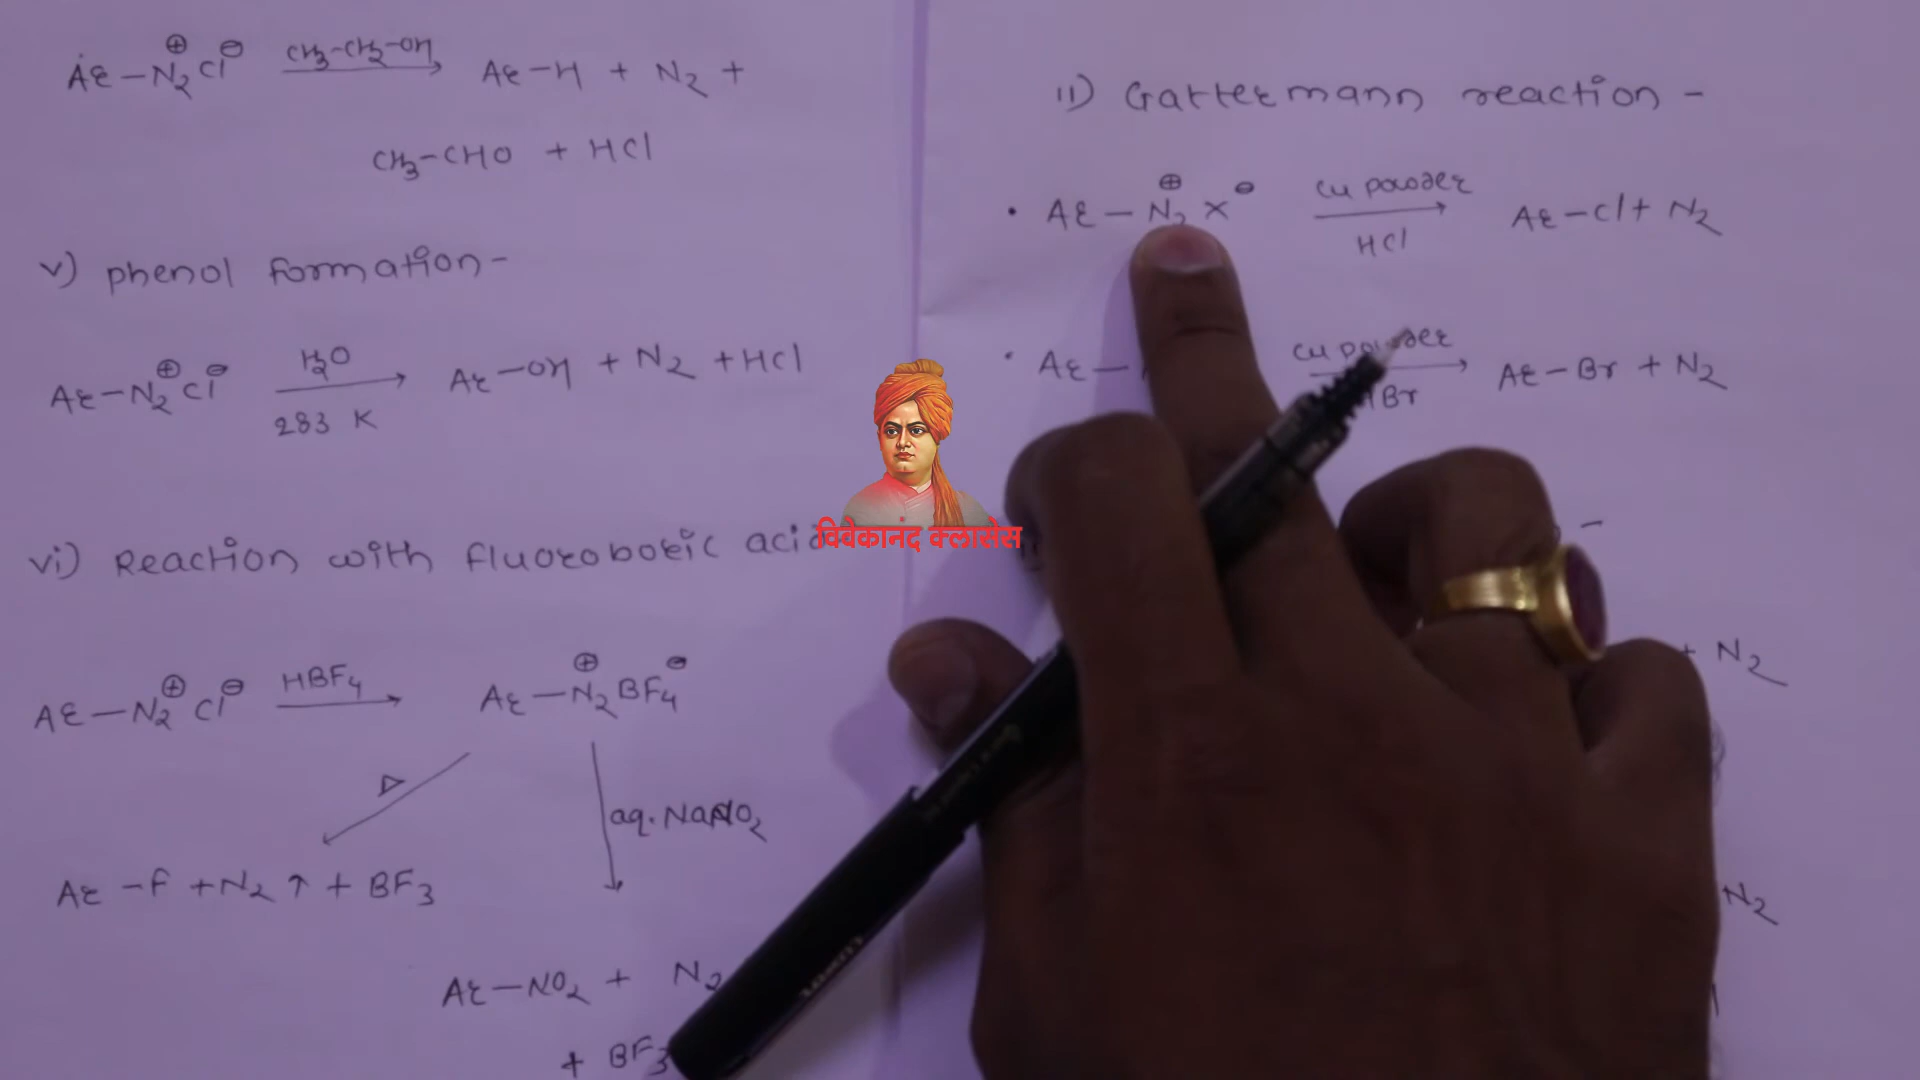 Ar-N₂⊕Cl⊖ CH₃-CH₂-OH → Ar-H + N₂ +
CH₃-CHO + HCl
v) phenol formation-
Ar-N₂⊕Cl⊖ H₂O → 283 K Ar-OH + N₂ + HCl
vi) Reaction with fluoroboric acid
Ar-N₂⊕Cl⊖ HBF₄ → Ar-N₂⊕BF₄⊖
Δ
aq. NaNO₂
Ar-F + N₂ ↑ + BF₃
Ar-NO₂ + N₂
+ BF₃
विवेकानंद क्लासेस
ii) Gattermann reaction -
• Ar-N₂⊕X⊖ Cu powder → HCl Ar-Cl + N₂
• Ar- Cu powder → HBr Ar-Br + N₂
-
+ N₂
N₂